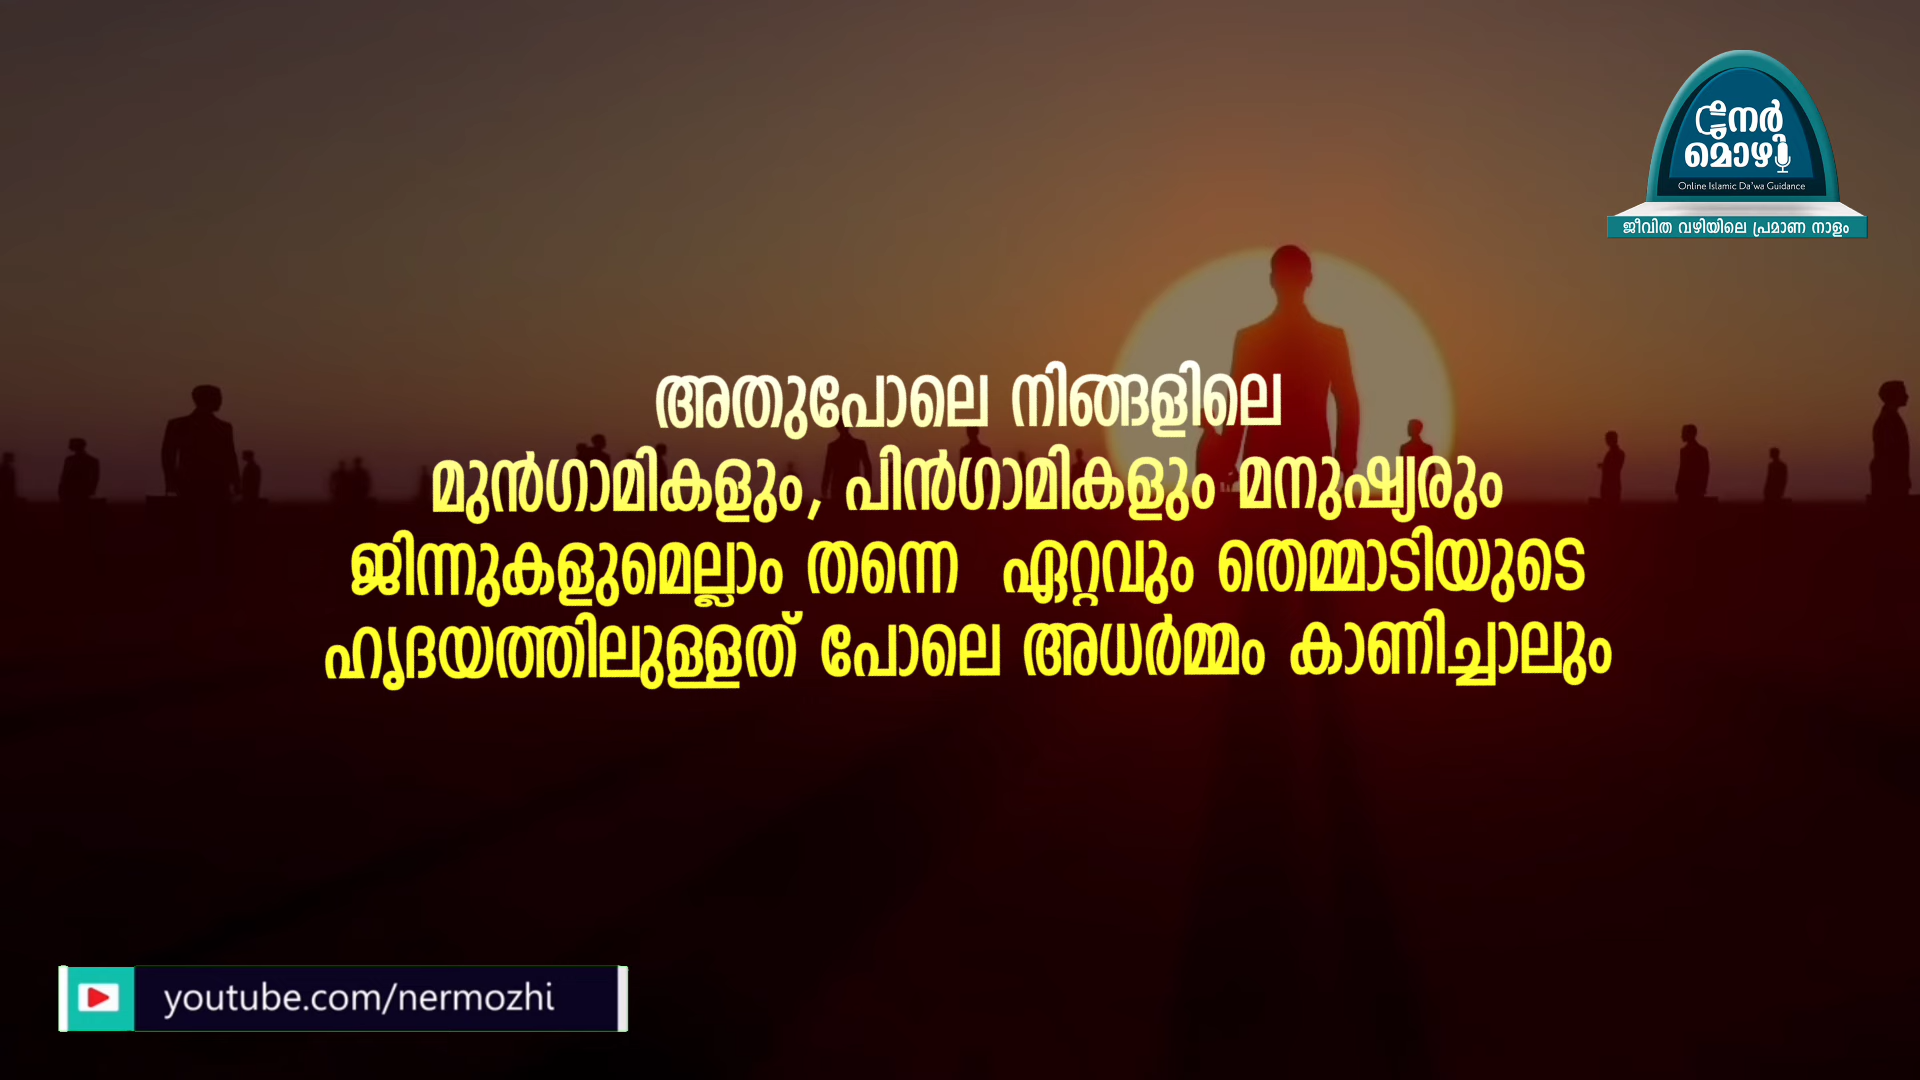 നേർ
മൊഴി
Online Islamic Da'wa Guidance
ജീവിത വഴിയിലെ പ്രമാണ നാളം
അതുപോലെ നിങ്ങളിലെ
മുൻഗാമികളും, പിൻഗാമികളും മനുഷ്യരും
ജിന്നുകളുമെല്ലാം തന്നെ ഏറ്റവും തെമ്മാടിയുടെ
ഹൃദയത്തിലുള്ളത് പോലെ അധർമ്മം കാണിച്ചാലും
youtube.com/nermozhi